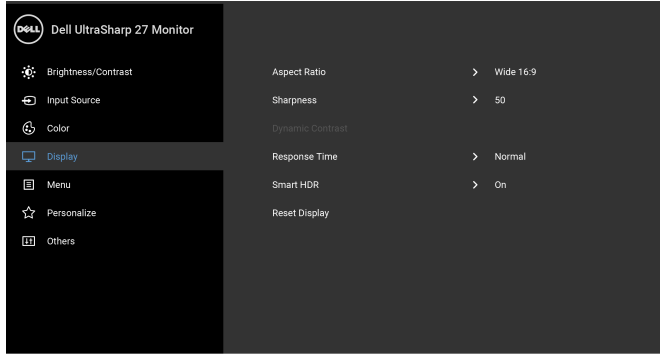 DELL Dell UltraSharp 27 Monitor
Brightness/Contrast
Input Source
Color
Display
Menu
Personalize
Others
Aspect Ratio > Wide 16:9
Sharpness > 50
Dynamic Contrast
Response Time > Normal
Smart HDR > On
Reset Display